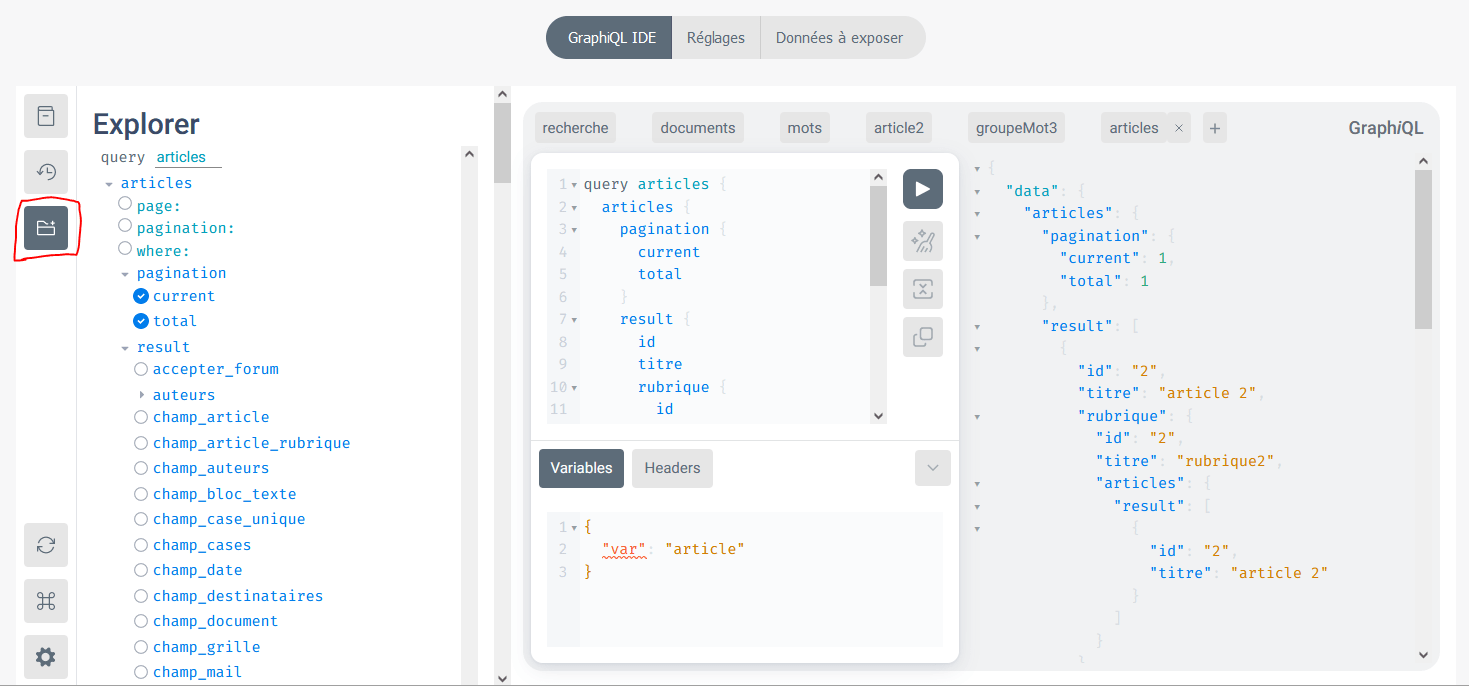 GraphiQL IDE Réglages Données à exposer
Explorer
query articles
articles
page:
pagination:
where:
pagination
current
total
result
accepter_forum
auteurs
champ_article
champ_article_rubrique
champ_auteurs
champ_bloc_texte
champ_case_unique
champ_cases
champ_date
champ_destinataires
champ_document
champ_grille
champ_mail
recherche documents mots article2 groupeMot3 articles × + GraphiQL
1 query articles {
2 articles {
3 pagination {
4 current
5 total
6 }
7 result {
8 id
9 titre
10 rubrique {
11 id
Variables Headers
1 {
2 "var": "article"
3 }
{
"data": {
"articles": {
"pagination": {
"current": 1,
"total": 1
},
"result": [
{
"id": "2",
"titre": "article 2",
"rubrique": {
"id": "2",
"titre": "rubrique2",
"articles": {
"result": [
{
"id": "2",
"titre": "article 2"
}
]
}